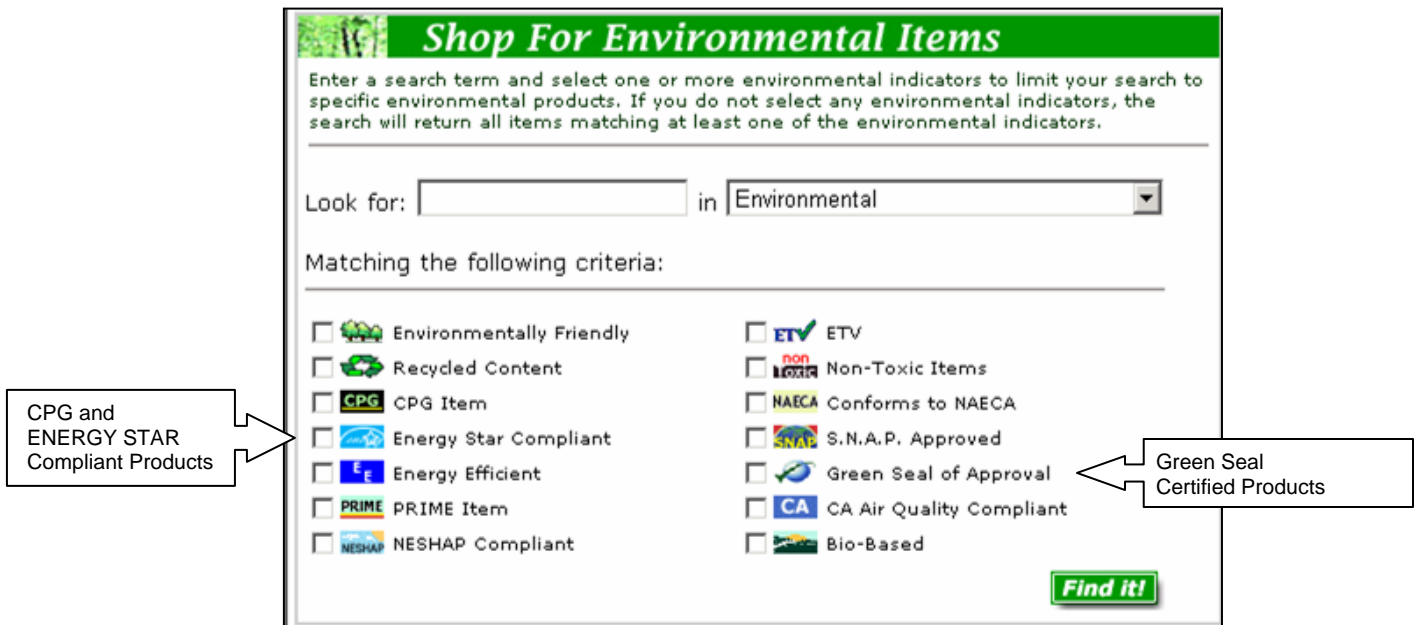 Shop For Environmental Items
Enter a search term and select one or more environmental indicators to limit your search to
specific environmental products. If you do not select any environmental indicators, the
search will return all items matching at least one of the environmental indicators.
Look for:
in Environmental
Matching the following criteria:
Environmentally Friendly
Recycled Content
CPG CPG Item
Energy Star Compliant
EE Energy Efficient
PRIME PRIME Item
NESHAP NESHAP Compliant
ETV ETV
non Toxic Non-Toxic Items
NAECA Conforms to NAECA
SNAP S.N.A.P. Approved
Green Seal of Approval
CA CA Air Quality Compliant
Bio-Based
Find it!
CPG and
ENERGY STAR
Compliant Products
Green Seal
Certified Products